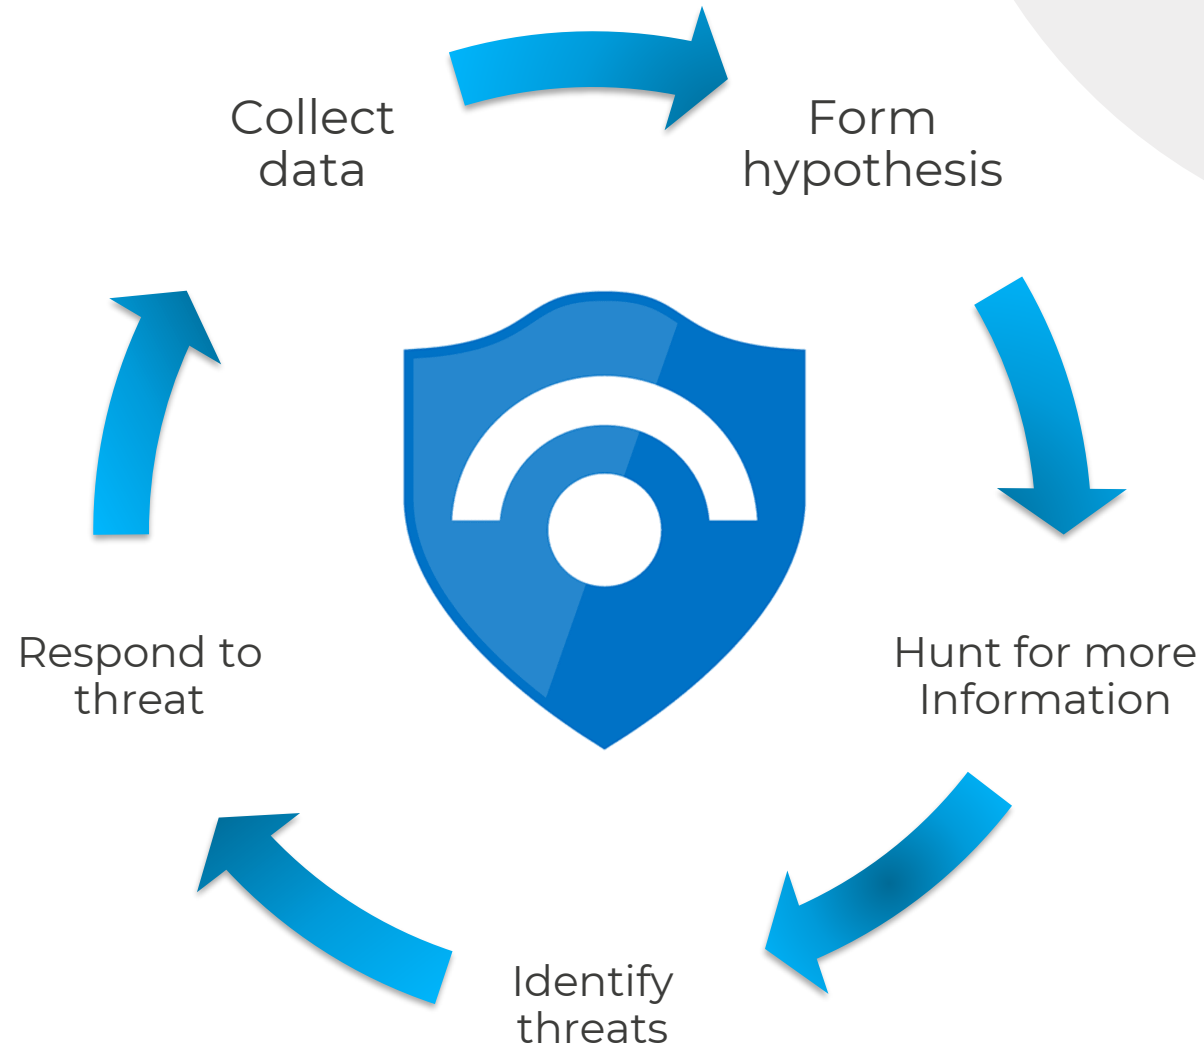 Collect
data
Form
hypothesis
Hunt for more
Information
Identify
threats
Respond to
threat